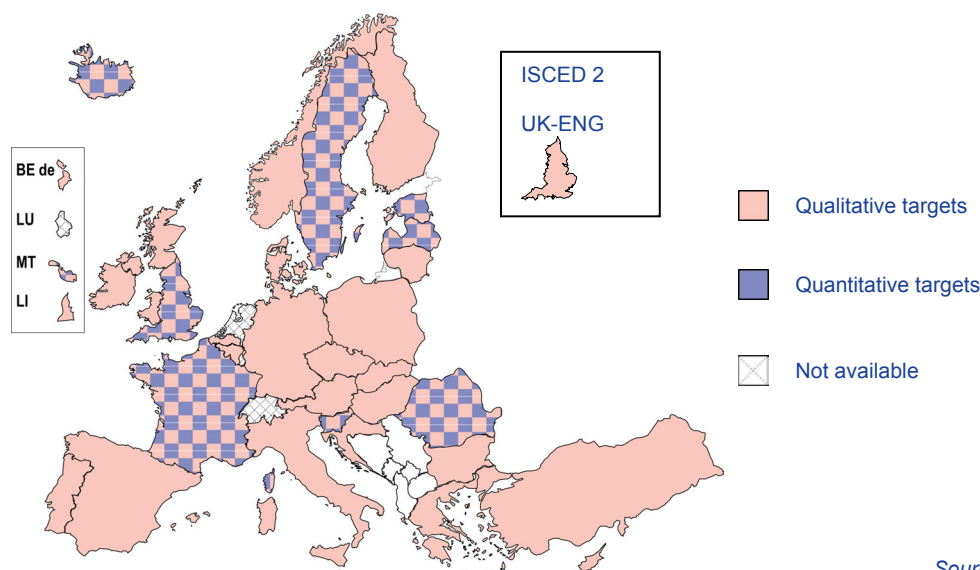 ISCED 2
UK-ENG
BE de
LU
MT
LI
Qualitative targets
Quantitative targets
Not available